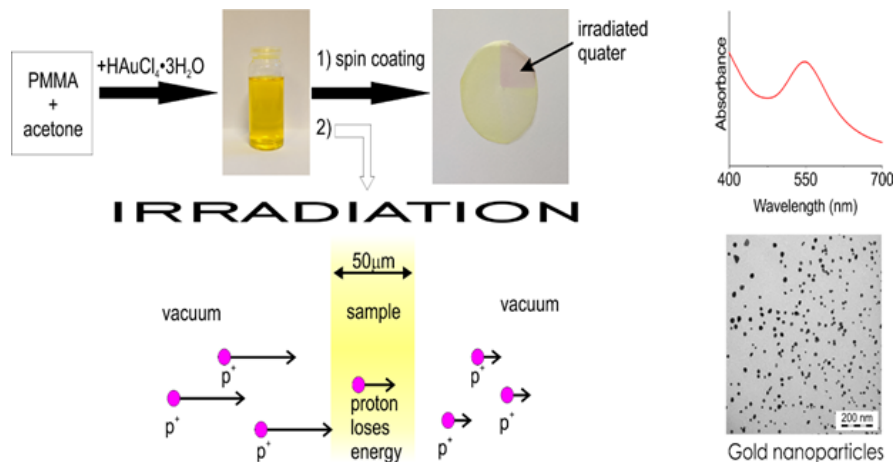 PMMA
+
acetone
+HAuCl₄•3H₂O
1) spin coating
2)
irradiated
quater
IRRADIATION
50μm
vacuum
sample
vacuum
p⁺
p⁺
p⁺
proton
loses
energy
p⁺
p⁺
p⁺
Absorbance
400
550
700
Wavelength (nm)
200 nm
Gold nanoparticles